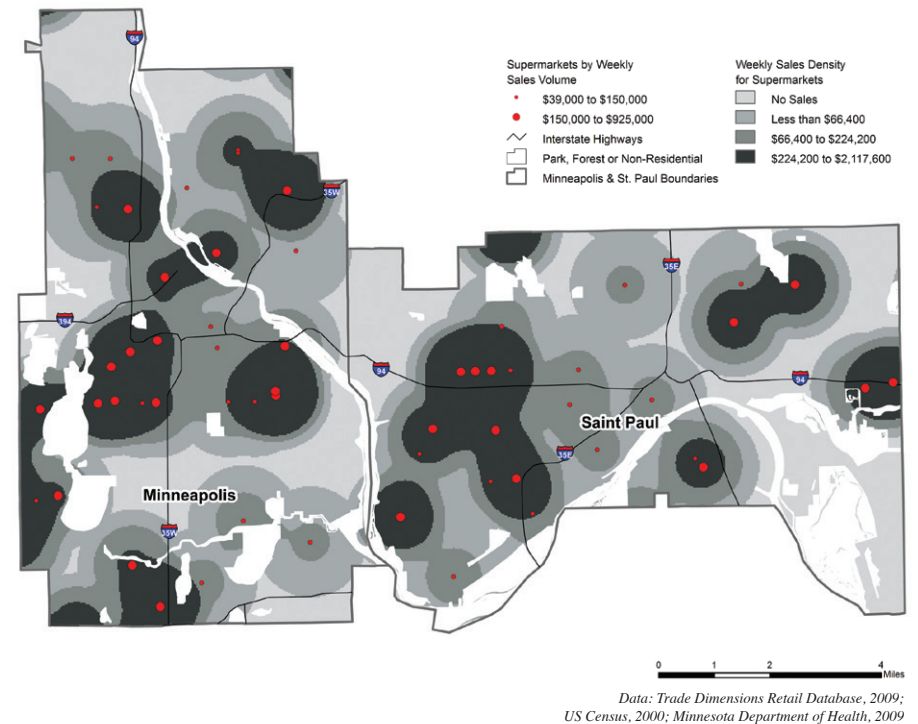 94
Supermarkets by Weekly
Sales Volume
$39,000 to $150,000
$150,000 to $925,000
Interstate Highways
Park, Forest or Non-Residential
Minneapolis & St. Paul Boundaries
Weekly Sales Density
for Supermarkets
No Sales
Less than $66,400
$66,400 to $224,200
$224,200 to $2,117,600
35W
35E
394
94
94
Saint Paul
35E
Minneapolis
35W
0 1 2 4
Miles
Data: Trade Dimensions Retail Database, 2009;
US Census, 2000; Minnesota Department of Health, 2009